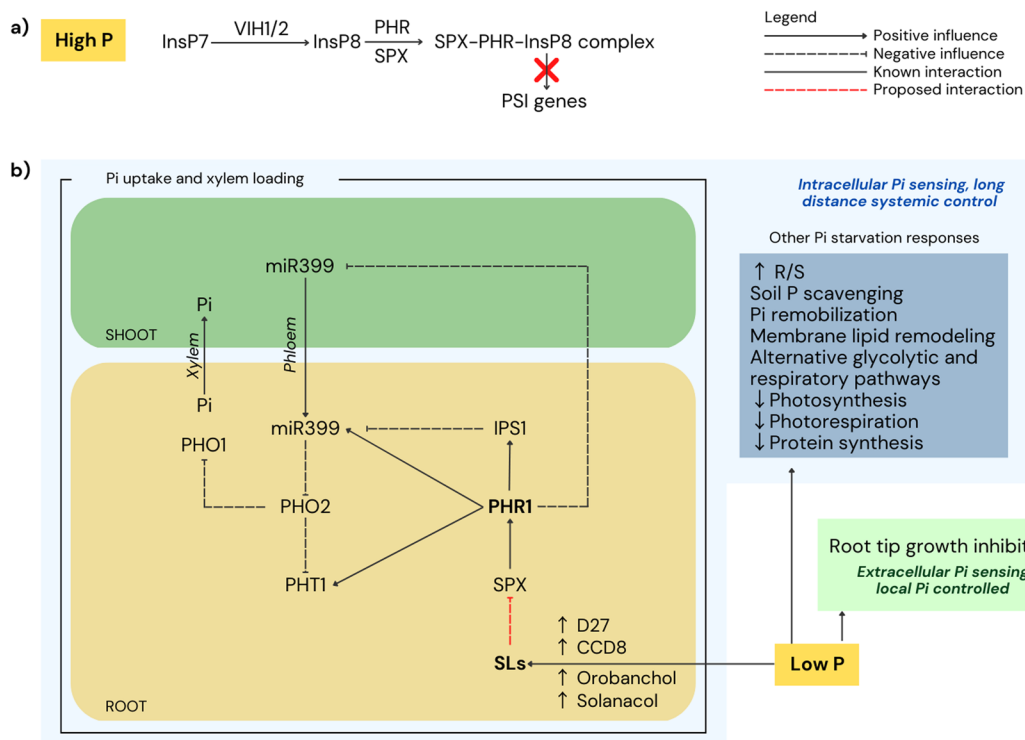 a)
High P
InsP7
VIH1/2
InsP8
PHR
SPX
SPX-PHR-InsP8 complex
PSI genes
Legend
Positive influence
Negative influence
Known interaction
Proposed interaction
b)
Pi uptake and xylem loading
miR399
Pi
SHOOT
Xylem
Phloem
Pi
miR399
IPS1
PHO1
PHO2
PHR1
PHT1
SPX
↑ D27
↑ CCD8
SLs
↑ Orobanchol
↑ Solanacol
ROOT
Intracellular Pi sensing, long
distance systemic control
Other Pi starvation responses
↑ R/S
Soil P scavenging
Pi remobilization
Membrane lipid remodeling
Alternative glycolytic and
respiratory pathways
↓ Photosynthesis
↓ Photorespiration
↓ Protein synthesis
Root tip growth inhibit
Extracellular Pi sensing
local Pi controlled
Low P